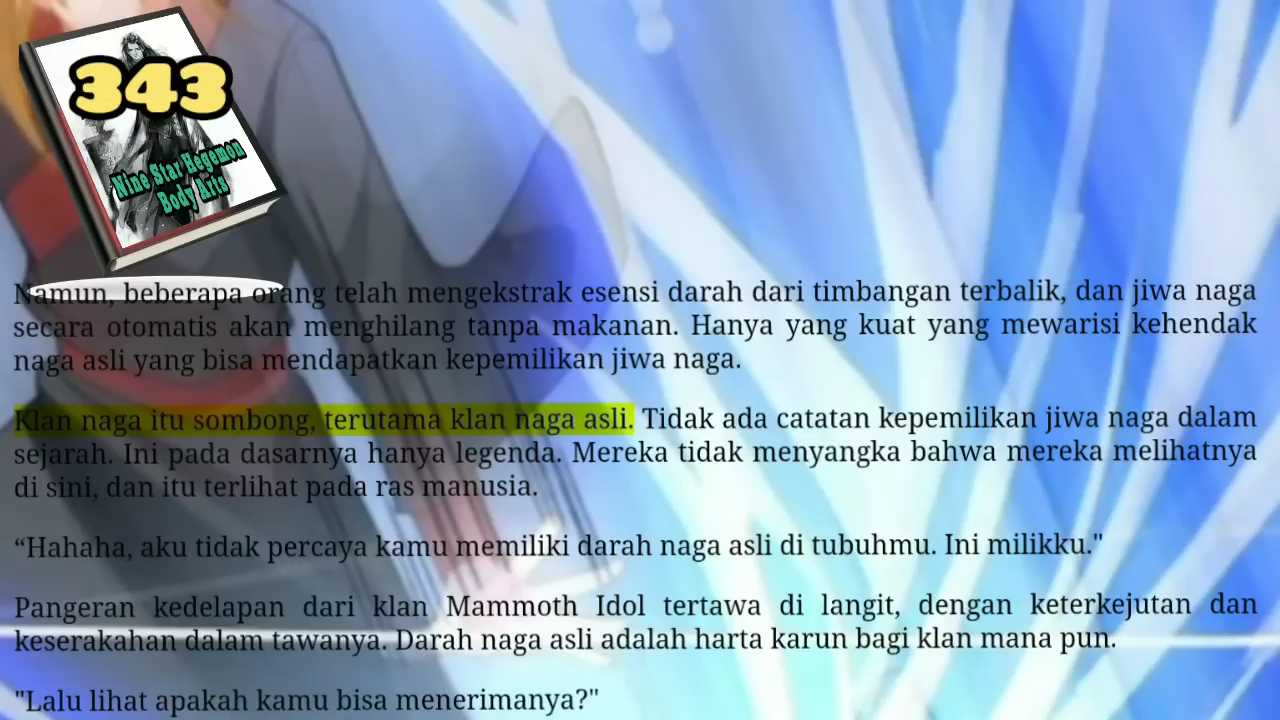 343
Nine Star Hegemon
Body Arts
Namun, beberapa orang telah mengekstrak esensi darah dari timbangan terbalik, dan jiwa naga
secara otomatis akan menghilang tanpa makanan. Hanya yang kuat yang mewarisi kehendak
naga asli yang bisa mendapatkan kepemilikan jiwa naga.
Klan naga itu sombong, terutama klan naga asli. Tidak ada catatan kepemilikan jiwa naga dalam
sejarah. Ini pada dasarnya hanya legenda. Mereka tidak menyangka bahwa mereka melihatnya
di sini, dan itu terlihat pada ras manusia.
“Hahaha, aku tidak percaya kamu memiliki darah naga asli di tubuhmu. Ini milikku."
Pangeran kedelapan dari klan Mammoth Idol tertawa di langit, dengan keterkejutan dan
keserakahan dalam tawanya. Darah naga asli adalah harta karun bagi klan mana pun.
"Lalu lihat apakah kamu bisa menerimanya?"